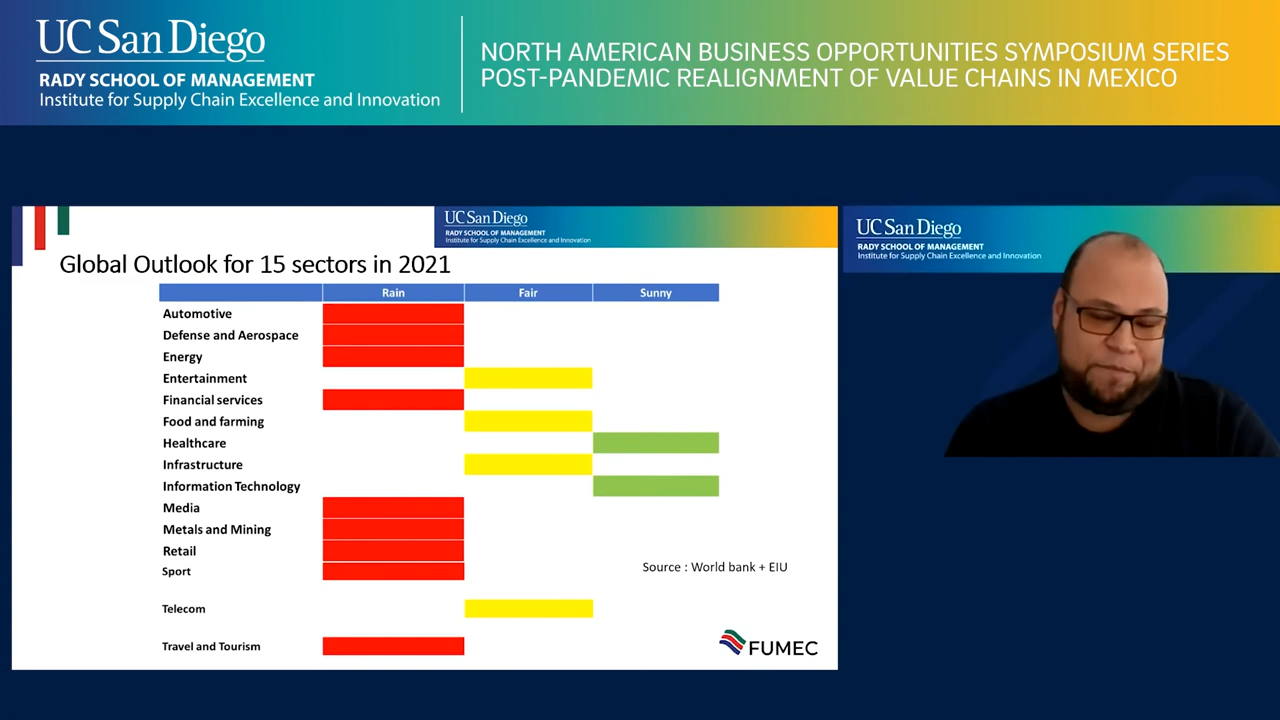 UC San Diego
RADY SCHOOL OF MANAGEMENT
Institute for Supply Chain Excellence and Innovation
NORTH AMERICAN BUSINESS OPPORTUNITIES SYMPOSIUM SERIES
POST-PANDEMIC REALIGNMENT OF VALUE CHAINS IN MEXICO
UC San Diego
RADY SCHOOL OF MANAGEMENT
Institute for Supply Chain Excellence and Innovation
Global Outlook for 15 sectors in 2021
Rain Fair Sunny
Automotive
Defense and Aerospace
Energy
Entertainment
Financial services
Food and farming
Healthcare
Infrastructure
Information Technology
Media
Metals and Mining
Retail
Sport
Source : World bank + EIU
Telecom
Travel and Tourism
FUMEC
UC San Diego
RADY SCHOOL OF MANAGEMENT
Institute for Supply Chain Excellence and Innovation